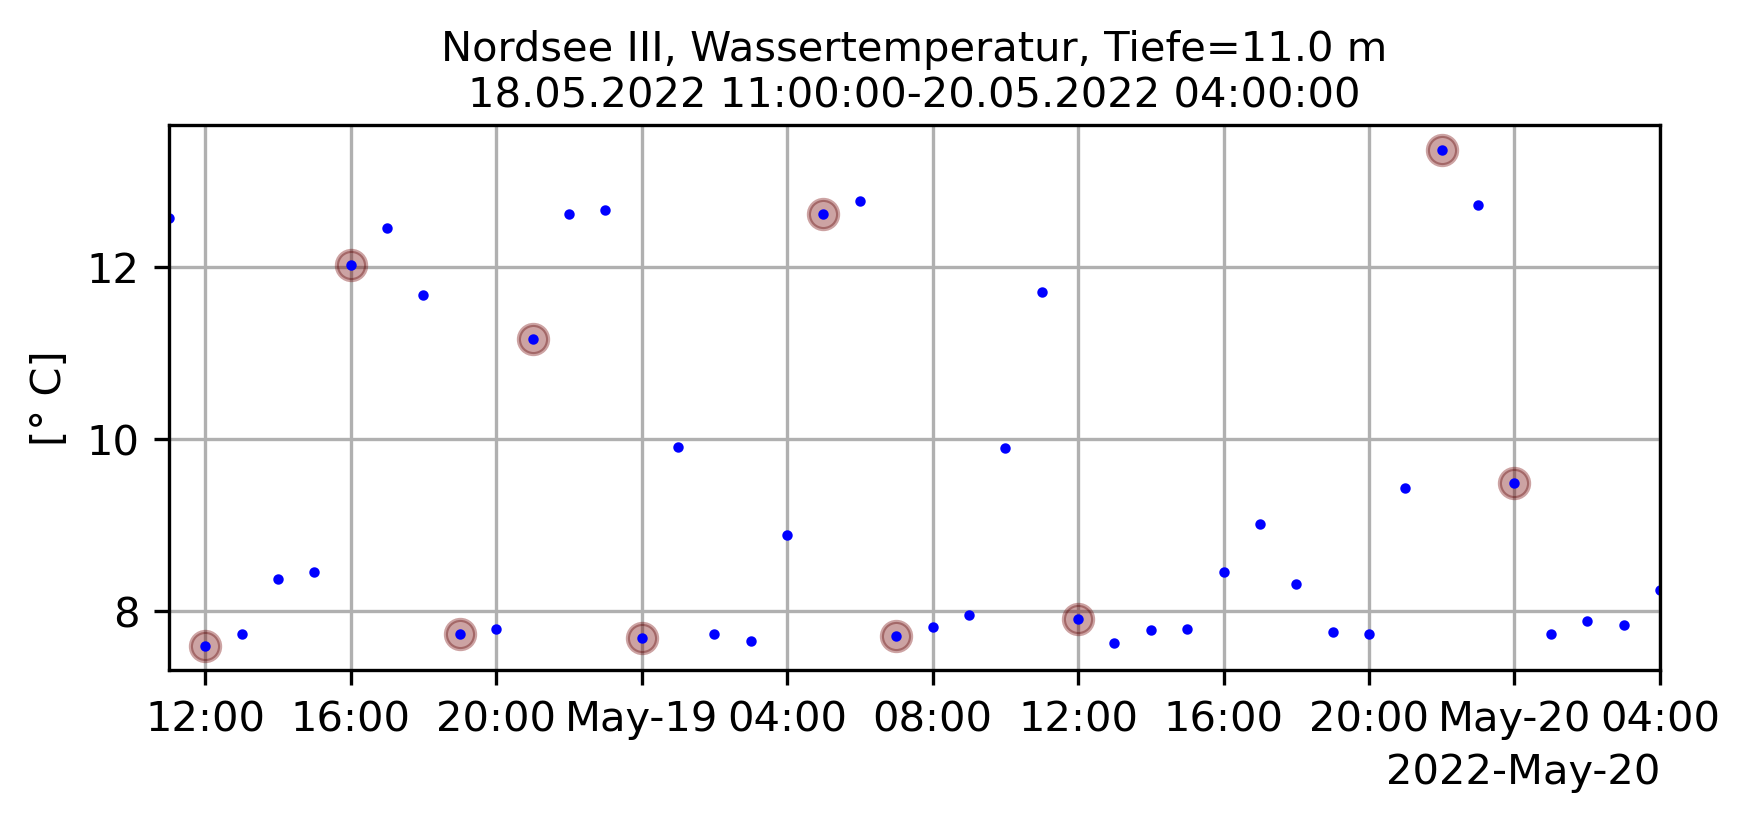 Nordsee III, Wassertemperatur, Tiefe=11.0 m
18.05.2022 11:00:00-20.05.2022 04:00:00
[° C]
12
10
8
12:00 16:00 20:00 May-19 04:00 08:00 12:00 16:00 20:00 May-20 04:00
2022-May-20